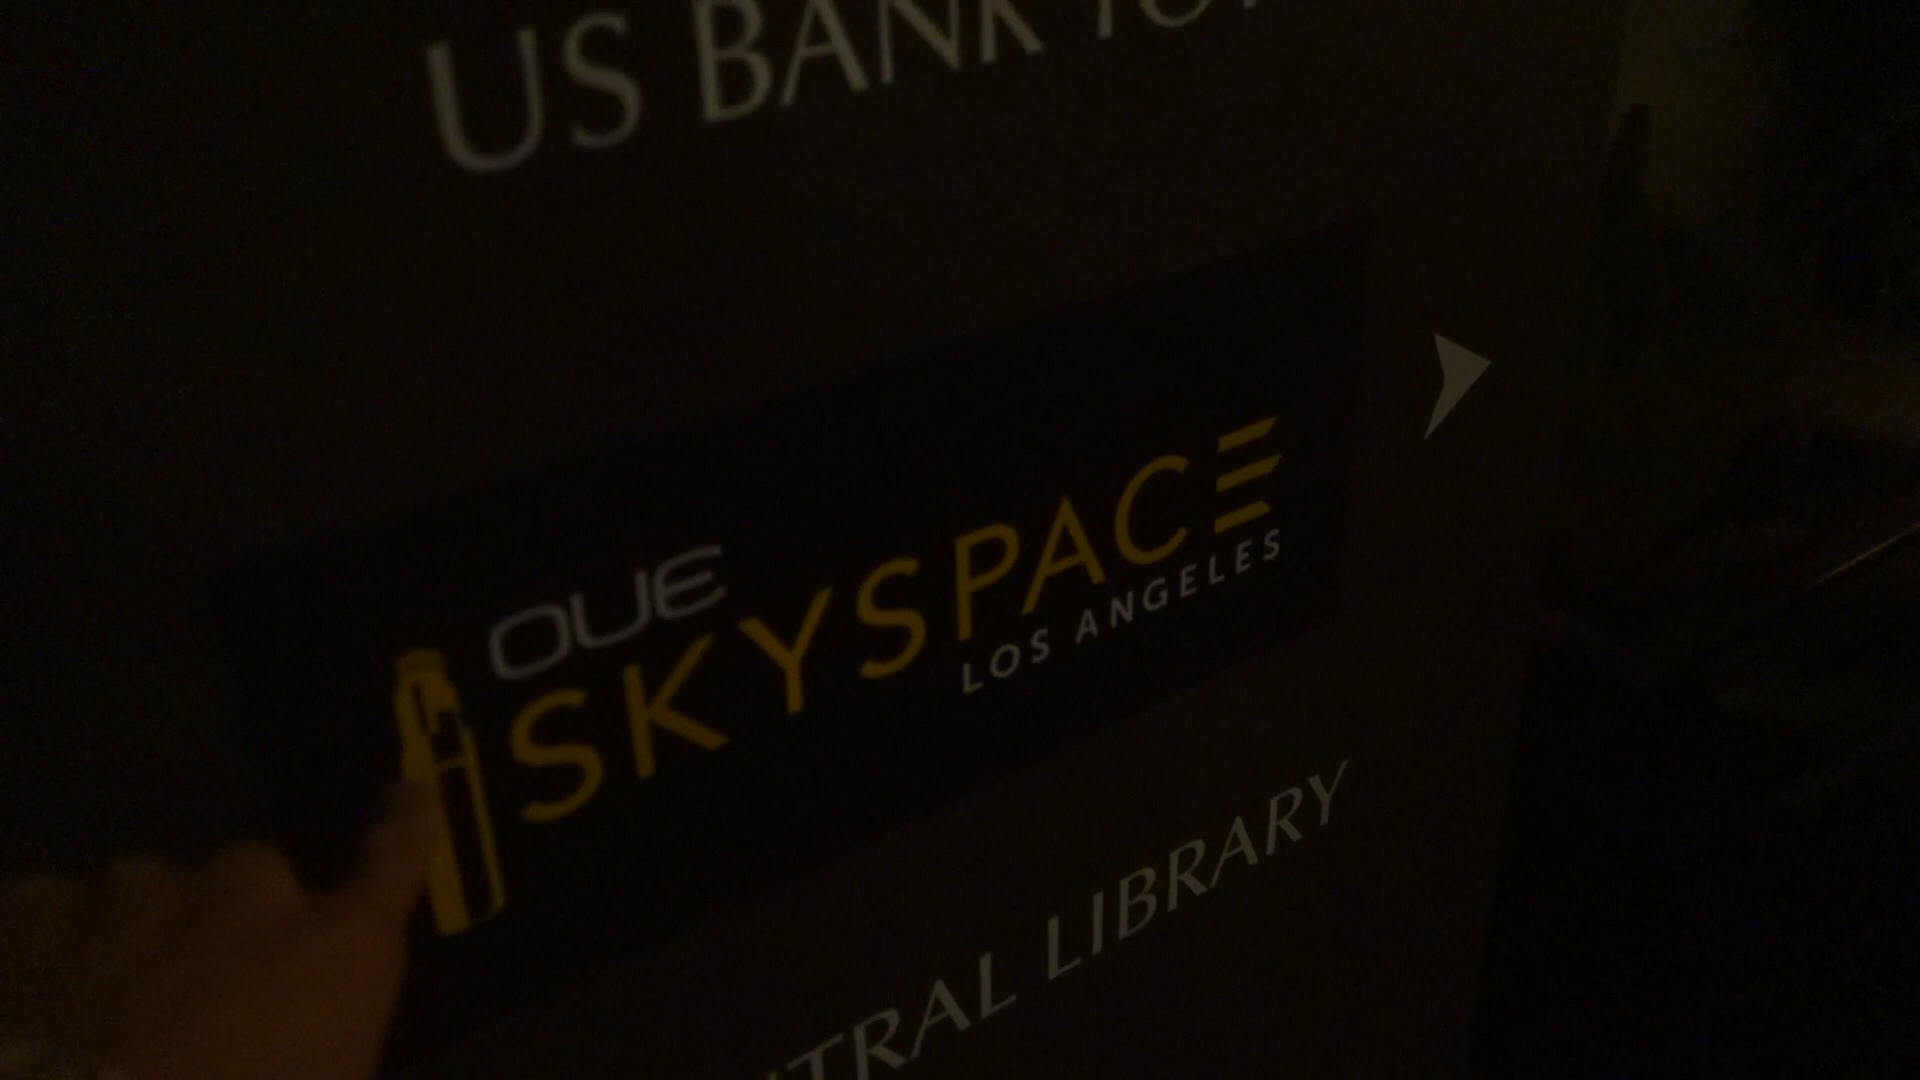 US BANK
OUE
SKYSPACE
LOS ANGELES
LIBRARY